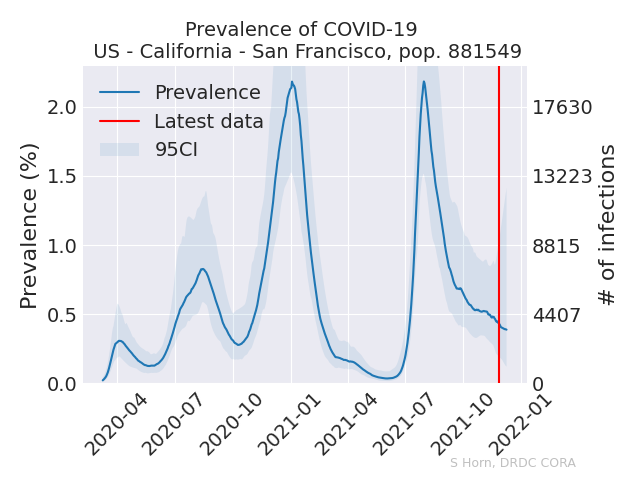 Prevalence of COVID-19
US - California - San Francisco, pop. 881549
Prevalence
Latest data
95CI
Prevalence (%)
2.0
1.5
1.0
0.5
0.0
17630
13223
8815
4407
0
# of infections
2020-04
2020-07
2020-10
2021-01
2021-04
2021-07
2021-10
2022-01
S Horn, DRDC CORA